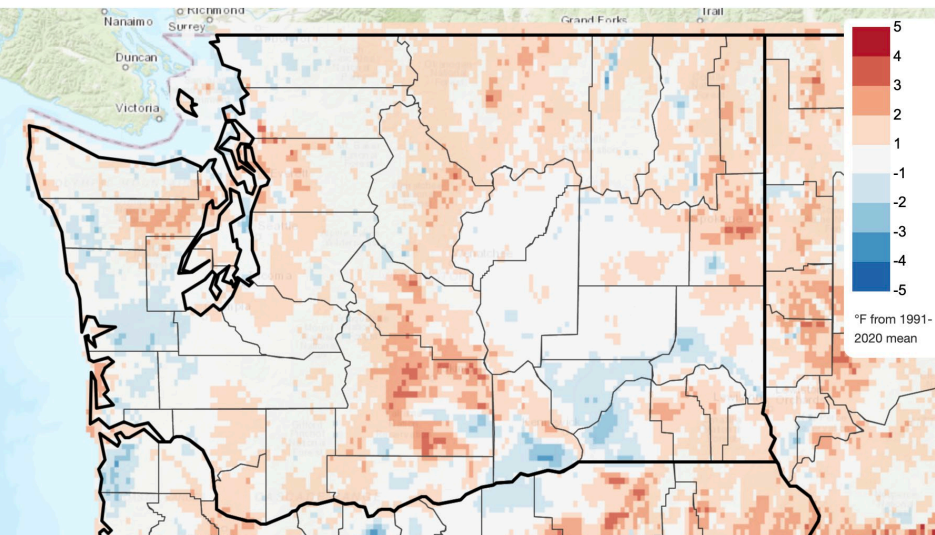 Richmond
Nanaimo
Surrey
Grand Forks
Trail
Duncan
Victoria
5
4
3
2
1
-1
-2
-3
-4
-5
°F from 1991-
2020 mean